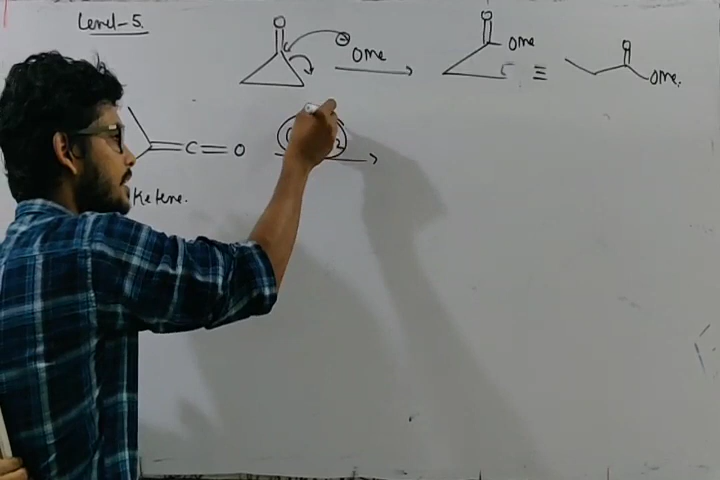 Level-5.
O
⊖ OMe
O
OMe
≡
O
OMe.
C = O
Ketene.